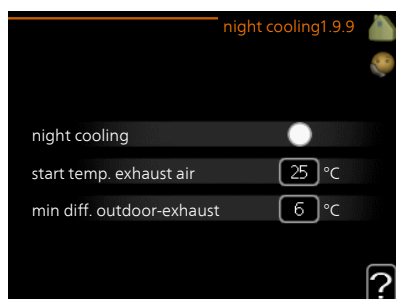 night cooling1.9.9
night cooling
start temp. exhaust air 25 °C
min diff. outdoor-exhaust 6 °C
?